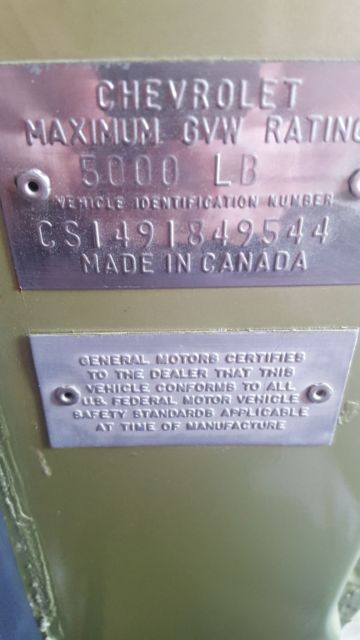 CHEVROLET
MAXIMUM GVW RATING
5000 LB
VEHICLE IDENTIFICATION NUMBER
CS1491849544
MADE IN CANADA
GENERAL MOTORS CERTIFIES
TO THE DEALER THAT THIS
VEHICLE CONFORMS TO ALL
U.S. FEDERAL MOTOR VEHICLE
SAFETY STANDARDS APPLICABLE
AT TIME OF MANUFACTURE